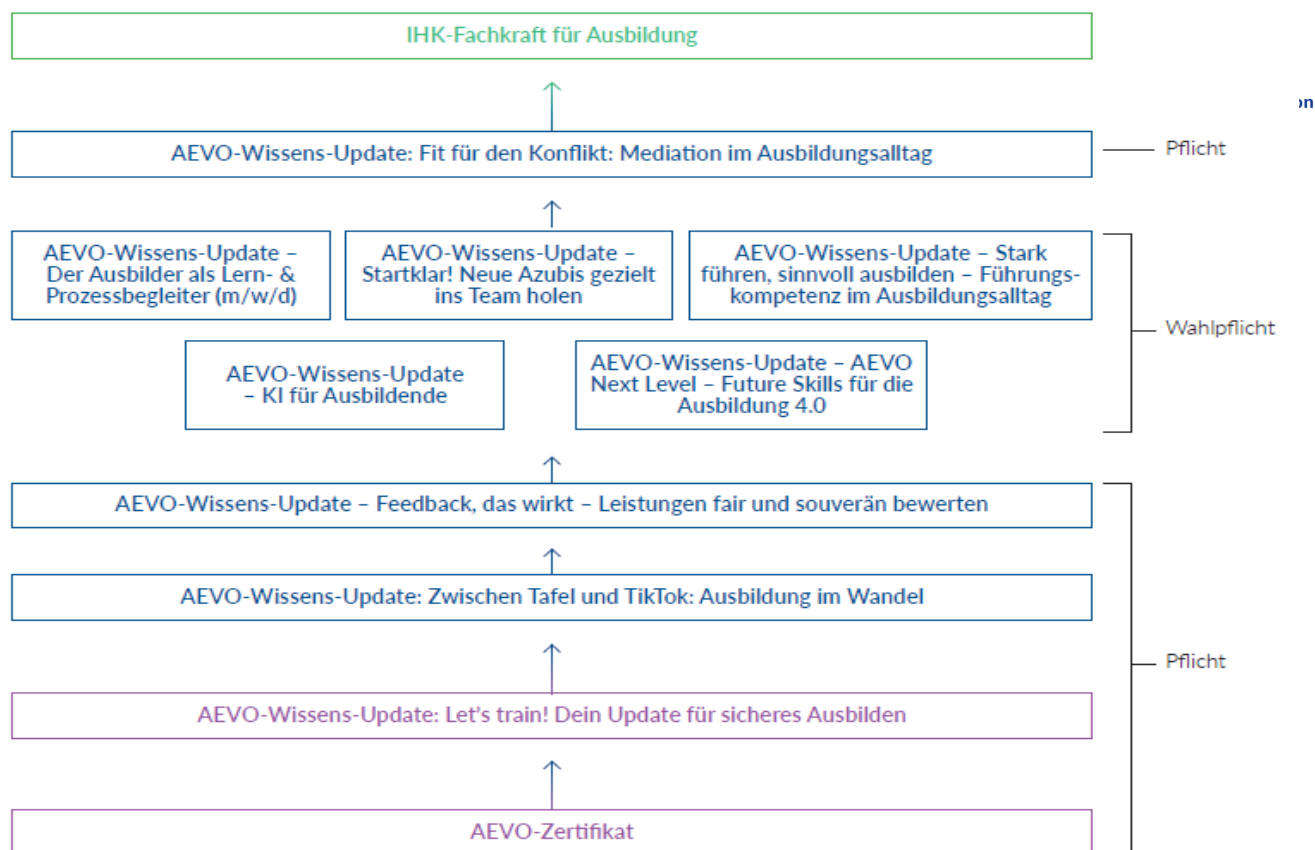 IHK-Fachkraft für Ausbildung
on
AEVO-Wissens-Update: Fit für den Konflikt: Mediation im Ausbildungsalltag
Pflicht
AEVO-Wissens-Update –
Der Ausbilder als Lern- &
Prozessbegleiter (m/w/d)
AEVO-Wissens-Update –
Startklar! Neue Azubis gezielt
ins Team holen
AEVO-Wissens-Update – Stark
führen, sinnvoll ausbilden – Führungs-
kompetenz im Ausbildungsalltag
Wahlpflicht
AEVO-Wissens-Update
– KI für Ausbildende
AEVO-Wissens-Update – AEVO
Next Level – Future Skills für die
Ausbildung 4.0
AEVO-Wissens-Update – Feedback, das wirkt – Leistungen fair und souverän bewerten
AEVO-Wissens-Update: Zwischen Tafel und TikTok: Ausbildung im Wandel
Pflicht
AEVO-Wissens-Update: Let's train! Dein Update für sicheres Ausbilden
AEVO-Zertifikat